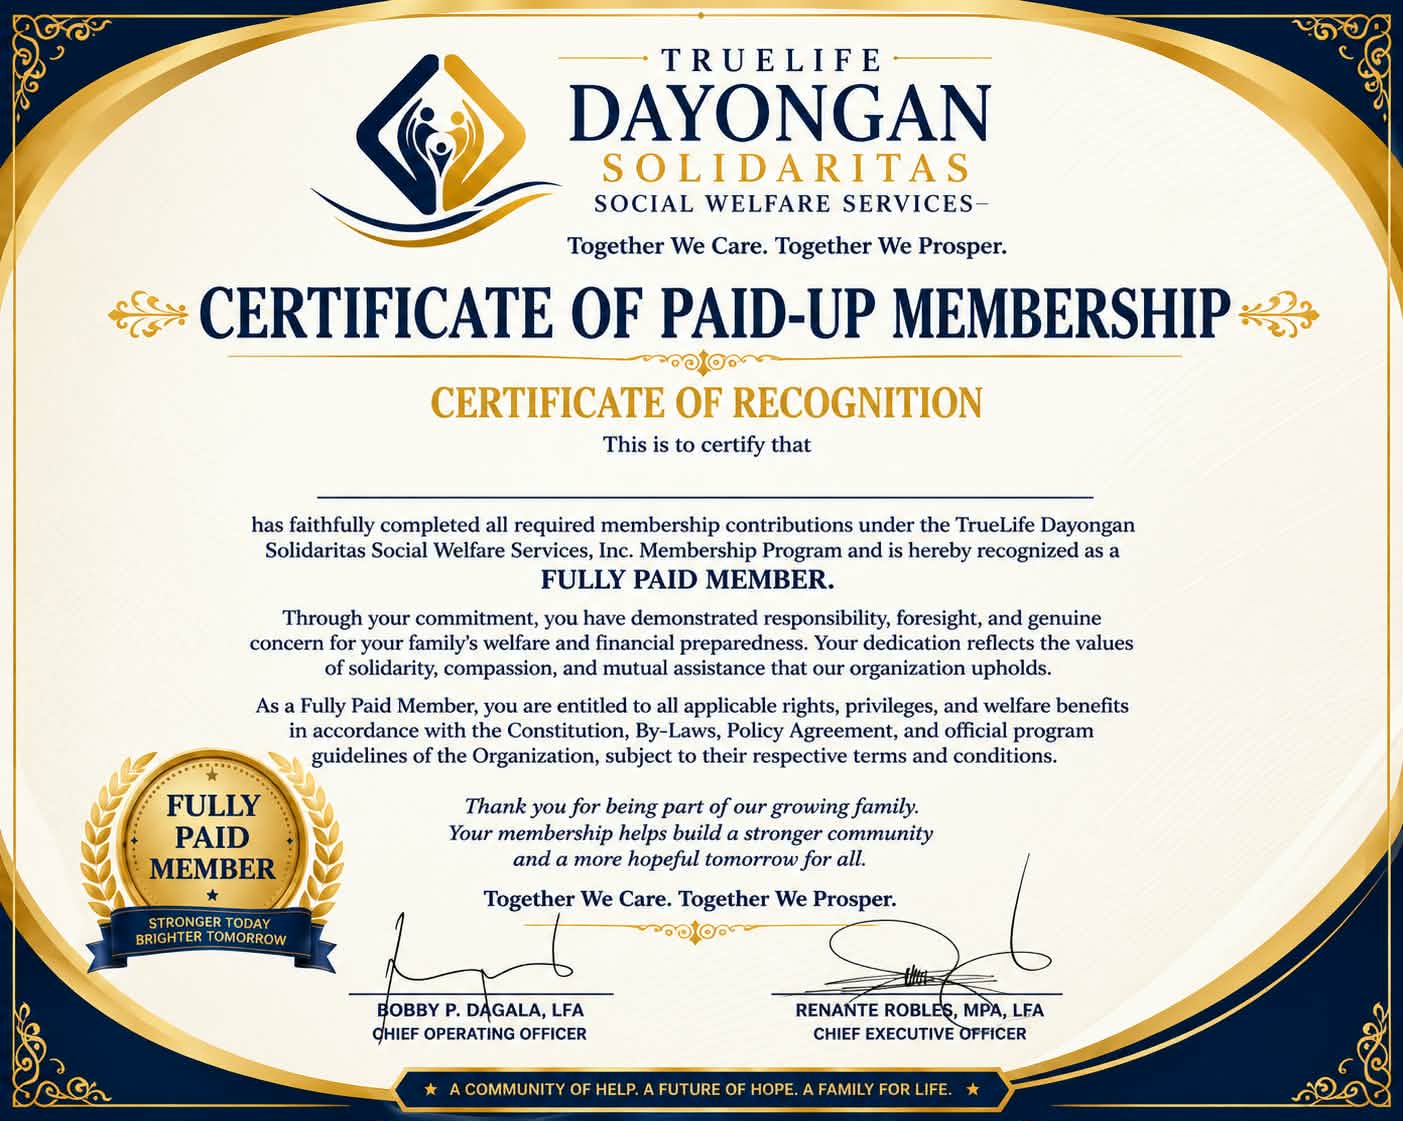 TRUELIFE
DAYONGAN
SOLIDARITAS
SOCIAL WELFARE SERVICES–
Together We Care. Together We Prosper.
CERTIFICATE OF PAID-UP MEMBERSHIP
CERTIFICATE OF RECOGNITION
This is to certify that
has faithfully completed all required membership contributions under the TrueLife Dayongan
Solidaritas Social Welfare Services, Inc. Membership Program and is hereby recognized as a
FULLY PAID MEMBER.
Through your commitment, you have demonstrated responsibility, foresight, and genuine
concern for your family's welfare and financial preparedness. Your dedication reflects the values
of solidarity, compassion, and mutual assistance that our organization upholds.
As a Fully Paid Member, you are entitled to all applicable rights, privileges, and welfare benefits
in accordance with the Constitution, By-Laws, Policy Agreement, and official program
guidelines of the Organization, subject to their respective terms and conditions.
Thank you for being part of our growing family.
Your membership helps build a stronger community
and a more hopeful tomorrow for all.
Together We Care. Together We Prosper.
FULLY
PAID
MEMBER
STRONGER TODAY
BRIGHTER TOMORROW
BOBBY P. DAGALA, LFA
CHIEF OPERATING OFFICER
RENANTE ROBLES, MPA, LFA
CHIEF EXECUTIVE OFFICER
A COMMUNITY OF HELP. A FUTURE OF HOPE. A FAMILY FOR LIFE.